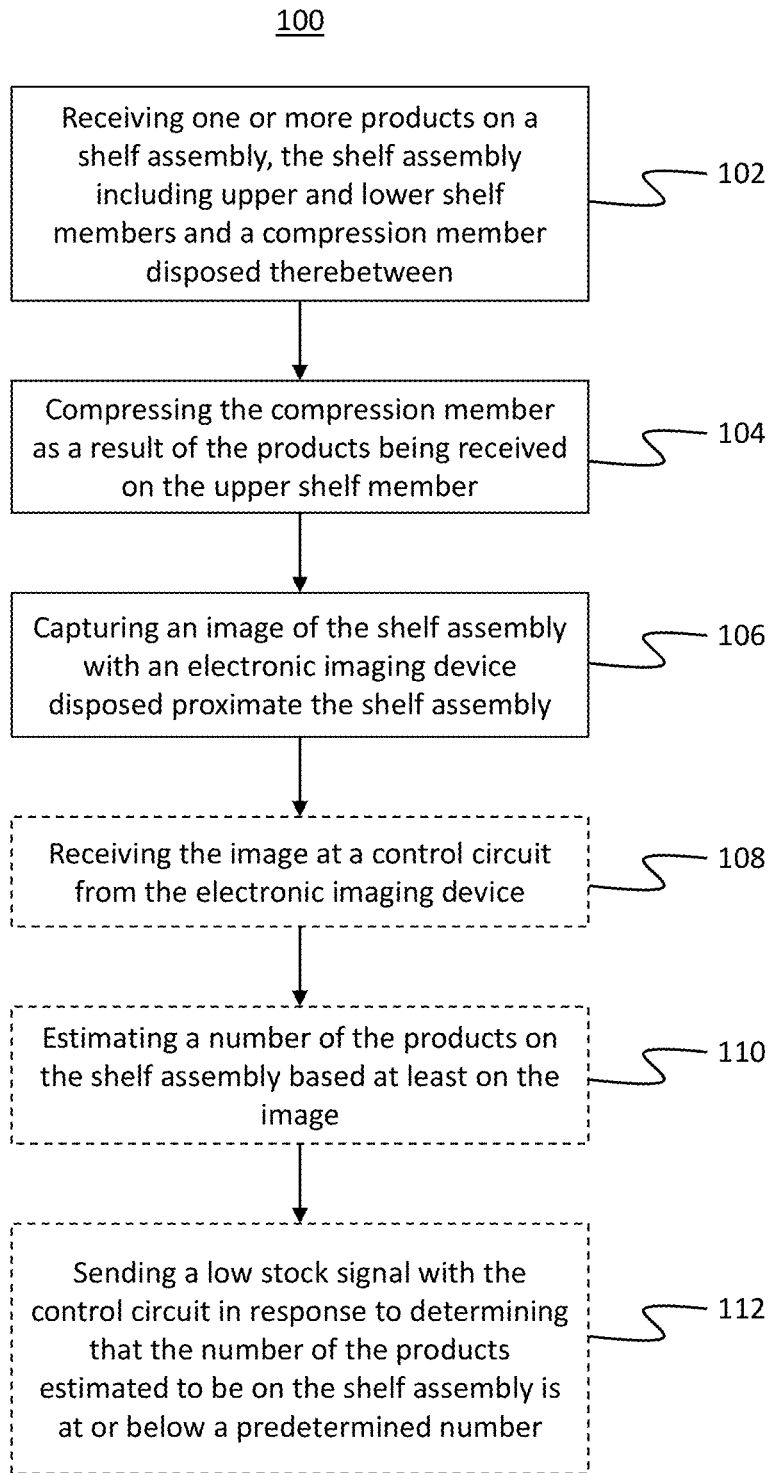 100
Receiving one or more products on a
shelf assembly, the shelf assembly
including upper and lower shelf
members and a compression member
disposed therebetween
102
Compressing the compression member
as a result of the products being received
on the upper shelf member
104
Capturing an image of the shelf assembly
with an electronic imaging device
disposed proximate the shelf assembly
106
Receiving the image at a control circuit
from the electronic imaging device
108
Estimating a number of the products on
the shelf assembly based at least on the
image
110
Sending a low stock signal with the
control circuit in response to determining
that the number of the products
estimated to be on the shelf assembly is
at or below a predetermined number
112